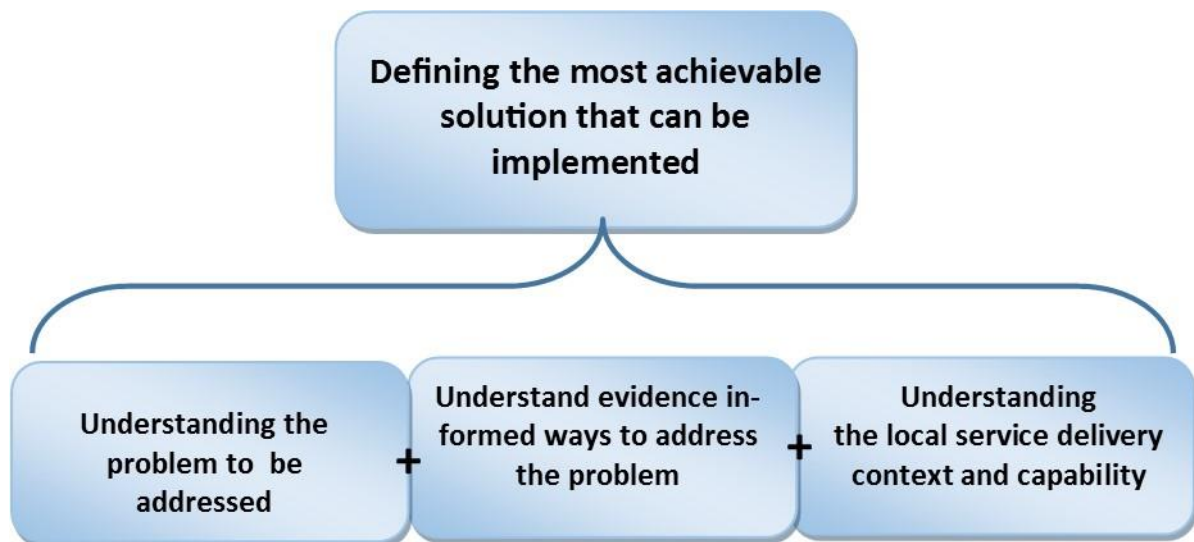 Defining the most achievable
solution that can be
implemented
Understanding the
problem to be
addressed
+
Understand evidence in-
formed ways to address
the problem
+
Understanding
the local service delivery
context and capability